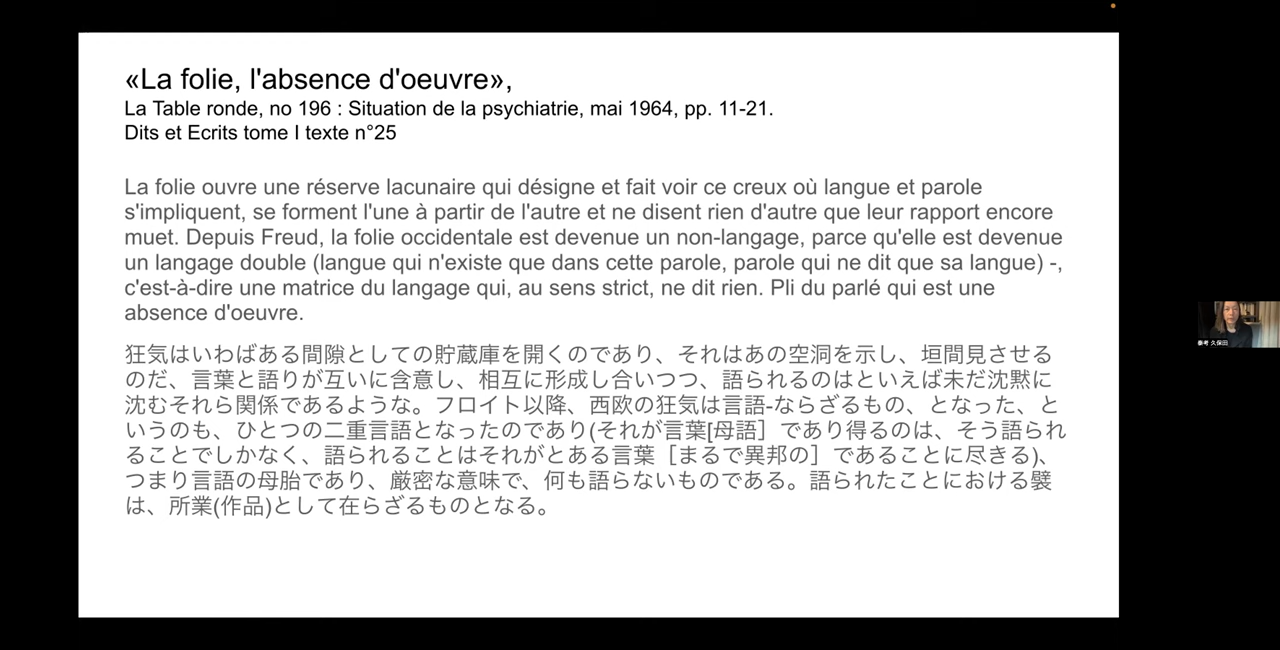 «La folie, l'absence d'oeuvre»,
La Table ronde, no 196 : Situation de la psychiatrie, mai 1964, pp. 11-21.
Dits et Ecrits tome I texte n°25
La folie ouvre une réserve lacunaire qui désigne et fait voir ce creux où langue et parole
s'impliquent, se forment l'une à partir de l'autre et ne disent rien d'autre que leur rapport encore
muet. Depuis Freud, la folie occidentale est devenue un non-langage, parce qu'elle est devenue
un langage double (langue qui n'existe que dans cette parole, parole qui ne dit que sa langue) -,
c'est-à-dire une matrice du langage qui, au sens strict, ne dit rien. Pli du parlé qui est une
absence d'oeuvre.
狂気はいわばある間隙としての貯蔵庫を開くのであり、それはあの空洞を示し、垣間見させる
のだ、言葉と語りが互いに含意し、相互に形成し合いつつ、語られるのはといえば未だ沈黙に
沈むそれら関係であるような。フロイト以降、西欧の狂気は言語-ならざるもの、となった、と
いうのも、ひとつの二重言語となったのであり(それが言葉[母語］であり得るのは、そう語られ
ることでしかなく、語られることはそれがとある言葉［まるで異邦の］であることに尽きる)、
つまり言語の母胎であり、厳密な意味で、何も語らないものである。語られたことにおける襞
は、所業(作品)として在らざるものとなる。
泰考 久保田